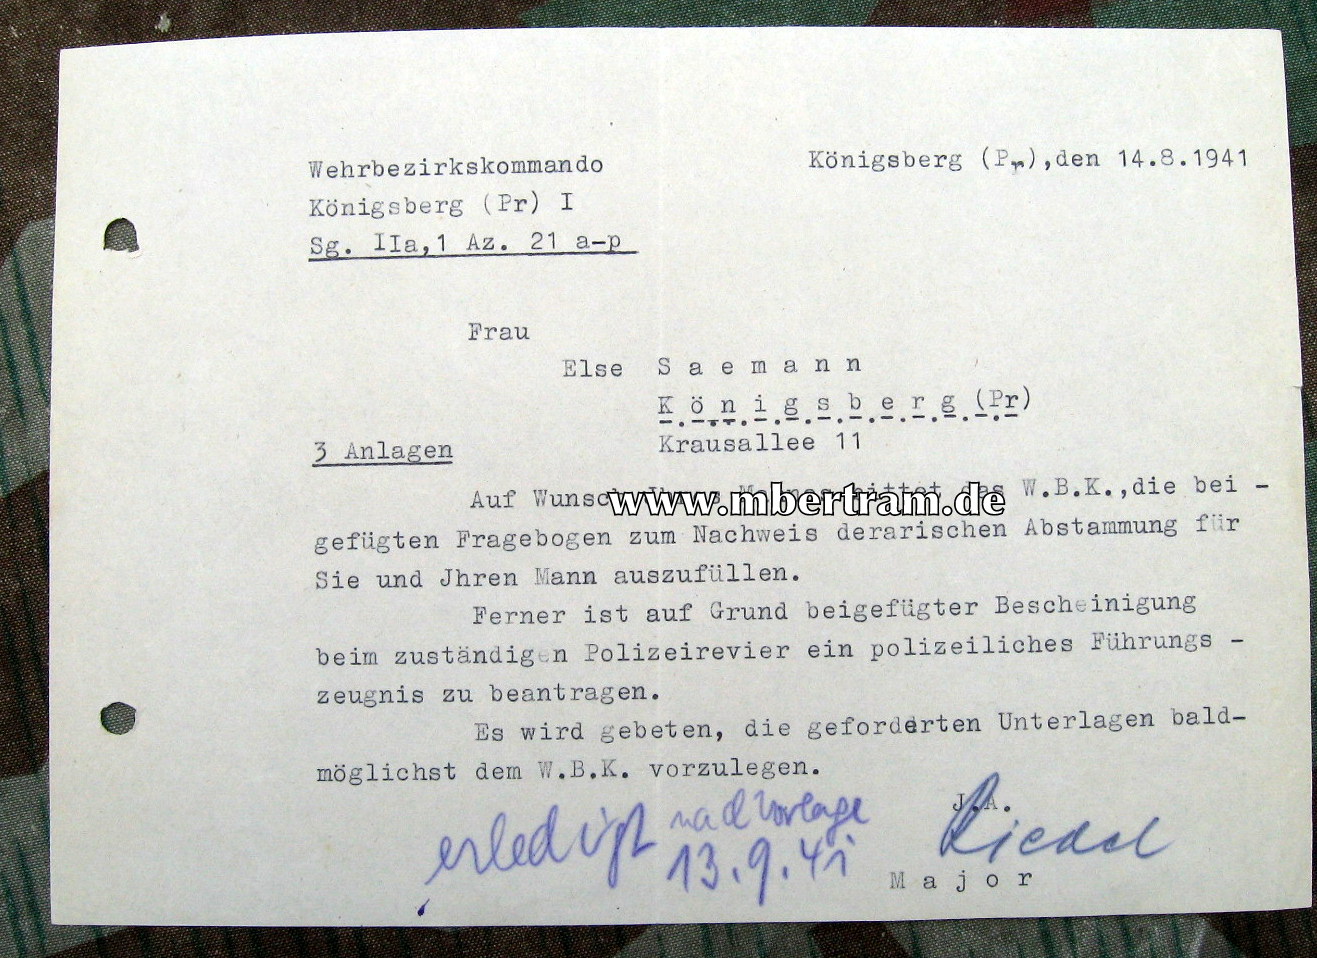 Wehrbezirkskommando
Königsberg (Pr),den 14.8.1941
Königsberg (Pr) I
Sg. IIa,1 Az. 21 a-p
Frau
Else S a e m a n n
K ö n i g s b e r g (Pr)
Krausallee 11
3 Anlagen
Auf Wunsch Ihres Mannes bittet das W.B.K.,die bei -
www.mbertram.de
gefügten Fragebogen zum Nachweis derarischen Abstammung für
Sie und Jhren Mann auszufüllen.
Ferner ist auf Grund beigefügter Bescheinigung
beim zuständigen Polizeirevier ein polizeiliches Führungs -
zeugnis zu beantragen.
Es wird gebeten, die geforderten Unterlagen bald-
möglichst dem W.B.K. vorzulegen.
J.A.
erledigt nach Vorlage
13.9.41
Riedel
M a j o r